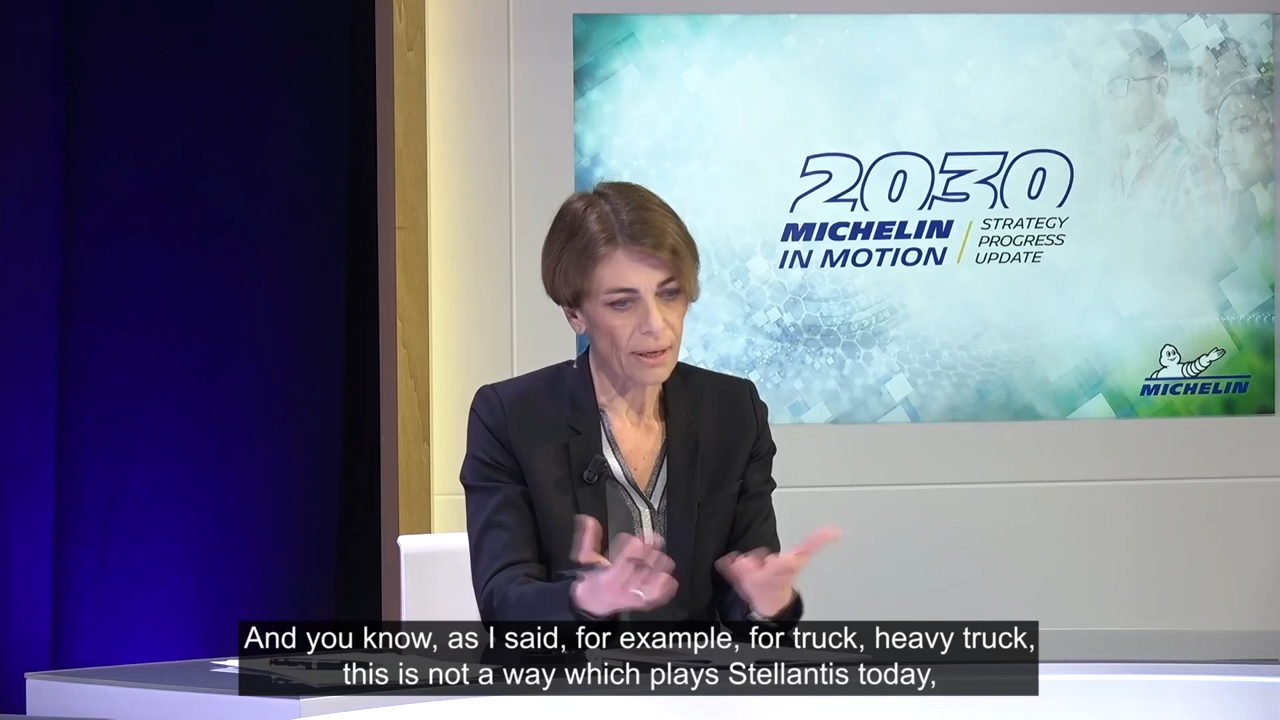 2030
MICHELIN
IN MOTION
STRATEGY
PROGRESS
UPDATE
MICHELIN
And you know, as I said, for example, for truck, heavy truck,
this is not a way which plays Stellantis today,